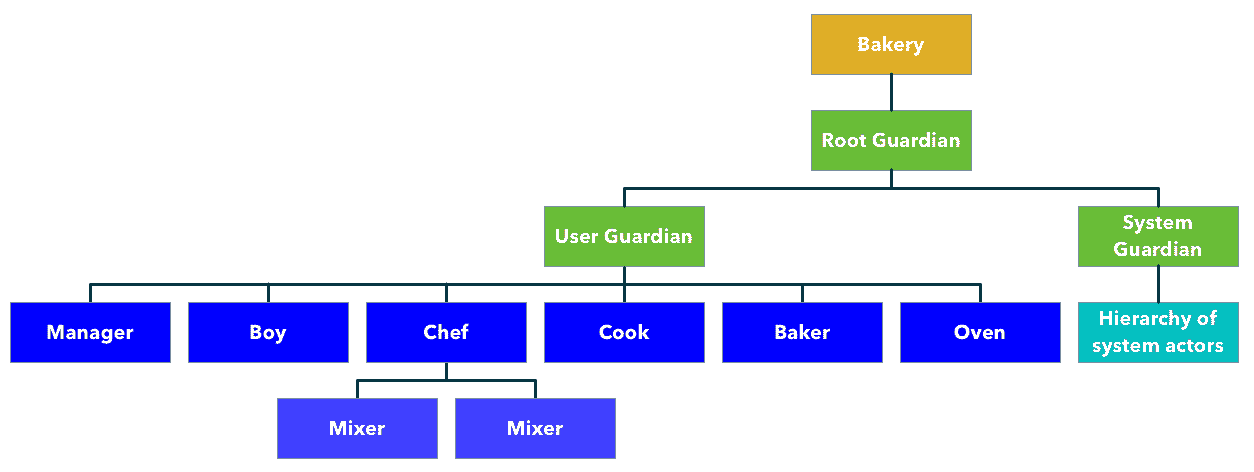 Bakery
Root Guardian
User Guardian
System
Guardian
Manager
Boy
Chef
Cook
Baker
Oven
Hierarchy of
system actors
Mixer
Mixer